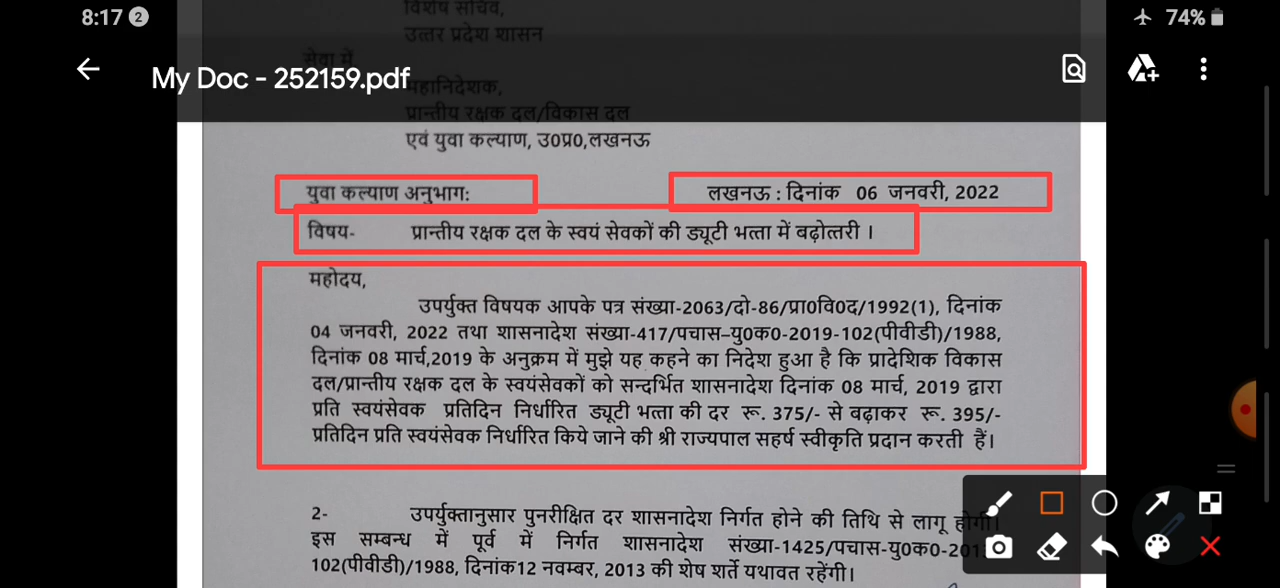 8:17 2 74%
विशेष सचिव,
उत्तर प्रदेश शासन
सेवा में
My Doc - 252159.pdf
महानिदेशक,
प्रान्तीय रक्षक दल/विकास दल
एवं युवा कल्याण, उ0प्र0,लखनऊ
युवा कल्याण अनुभाग: लखनऊ : दिनांक 06 जनवरी, 2022
विषय- प्रान्तीय रक्षक दल के स्वयं सेवकों की ड्यूटी भत्ता में बढ़ोत्तरी ।
महोदय,
उपर्युक्त विषयक आपके पत्र संख्या-2063/दो-86/प्रा0वि0द/1992(1), दिनांक
04 जनवरी, 2022 तथा शासनादेश संख्या-417/पचास–यु0क0-2019-102(पीवीडी)/1988,
दिनांक 08 मार्च,2019 के अनुक्रम में मुझे यह कहने का निदेश हुआ है कि प्रादेशिक विकास
दल/प्रान्तीय रक्षक दल के स्वयंसेवकों को सन्दर्भित शासनादेश दिनांक 08 मार्च, 2019 द्वारा
प्रति स्वयंसेवक प्रतिदिन निर्धारित ड्यूटी भत्ता की दर रू. 375/- से बढ़ाकर रू. 395/-
प्रतिदिन प्रति स्वयंसेवक निर्धारित किये जाने की श्री राज्यपाल सहर्ष स्वीकृति प्रदान करती हैं।
2- उपर्युक्तानुसार पुनरीक्षित दर शासनादेश निर्गत होने की तिथि से लागू होगी।
इस सम्बन्ध में पूर्व में निर्गत शासनादेश संख्या-1425/पचास-यु0क0-2013-
102(पीवीडी)/1988, दिनांक12 नवम्बर, 2013 की शेष शर्ते यथावत रहेंगी।